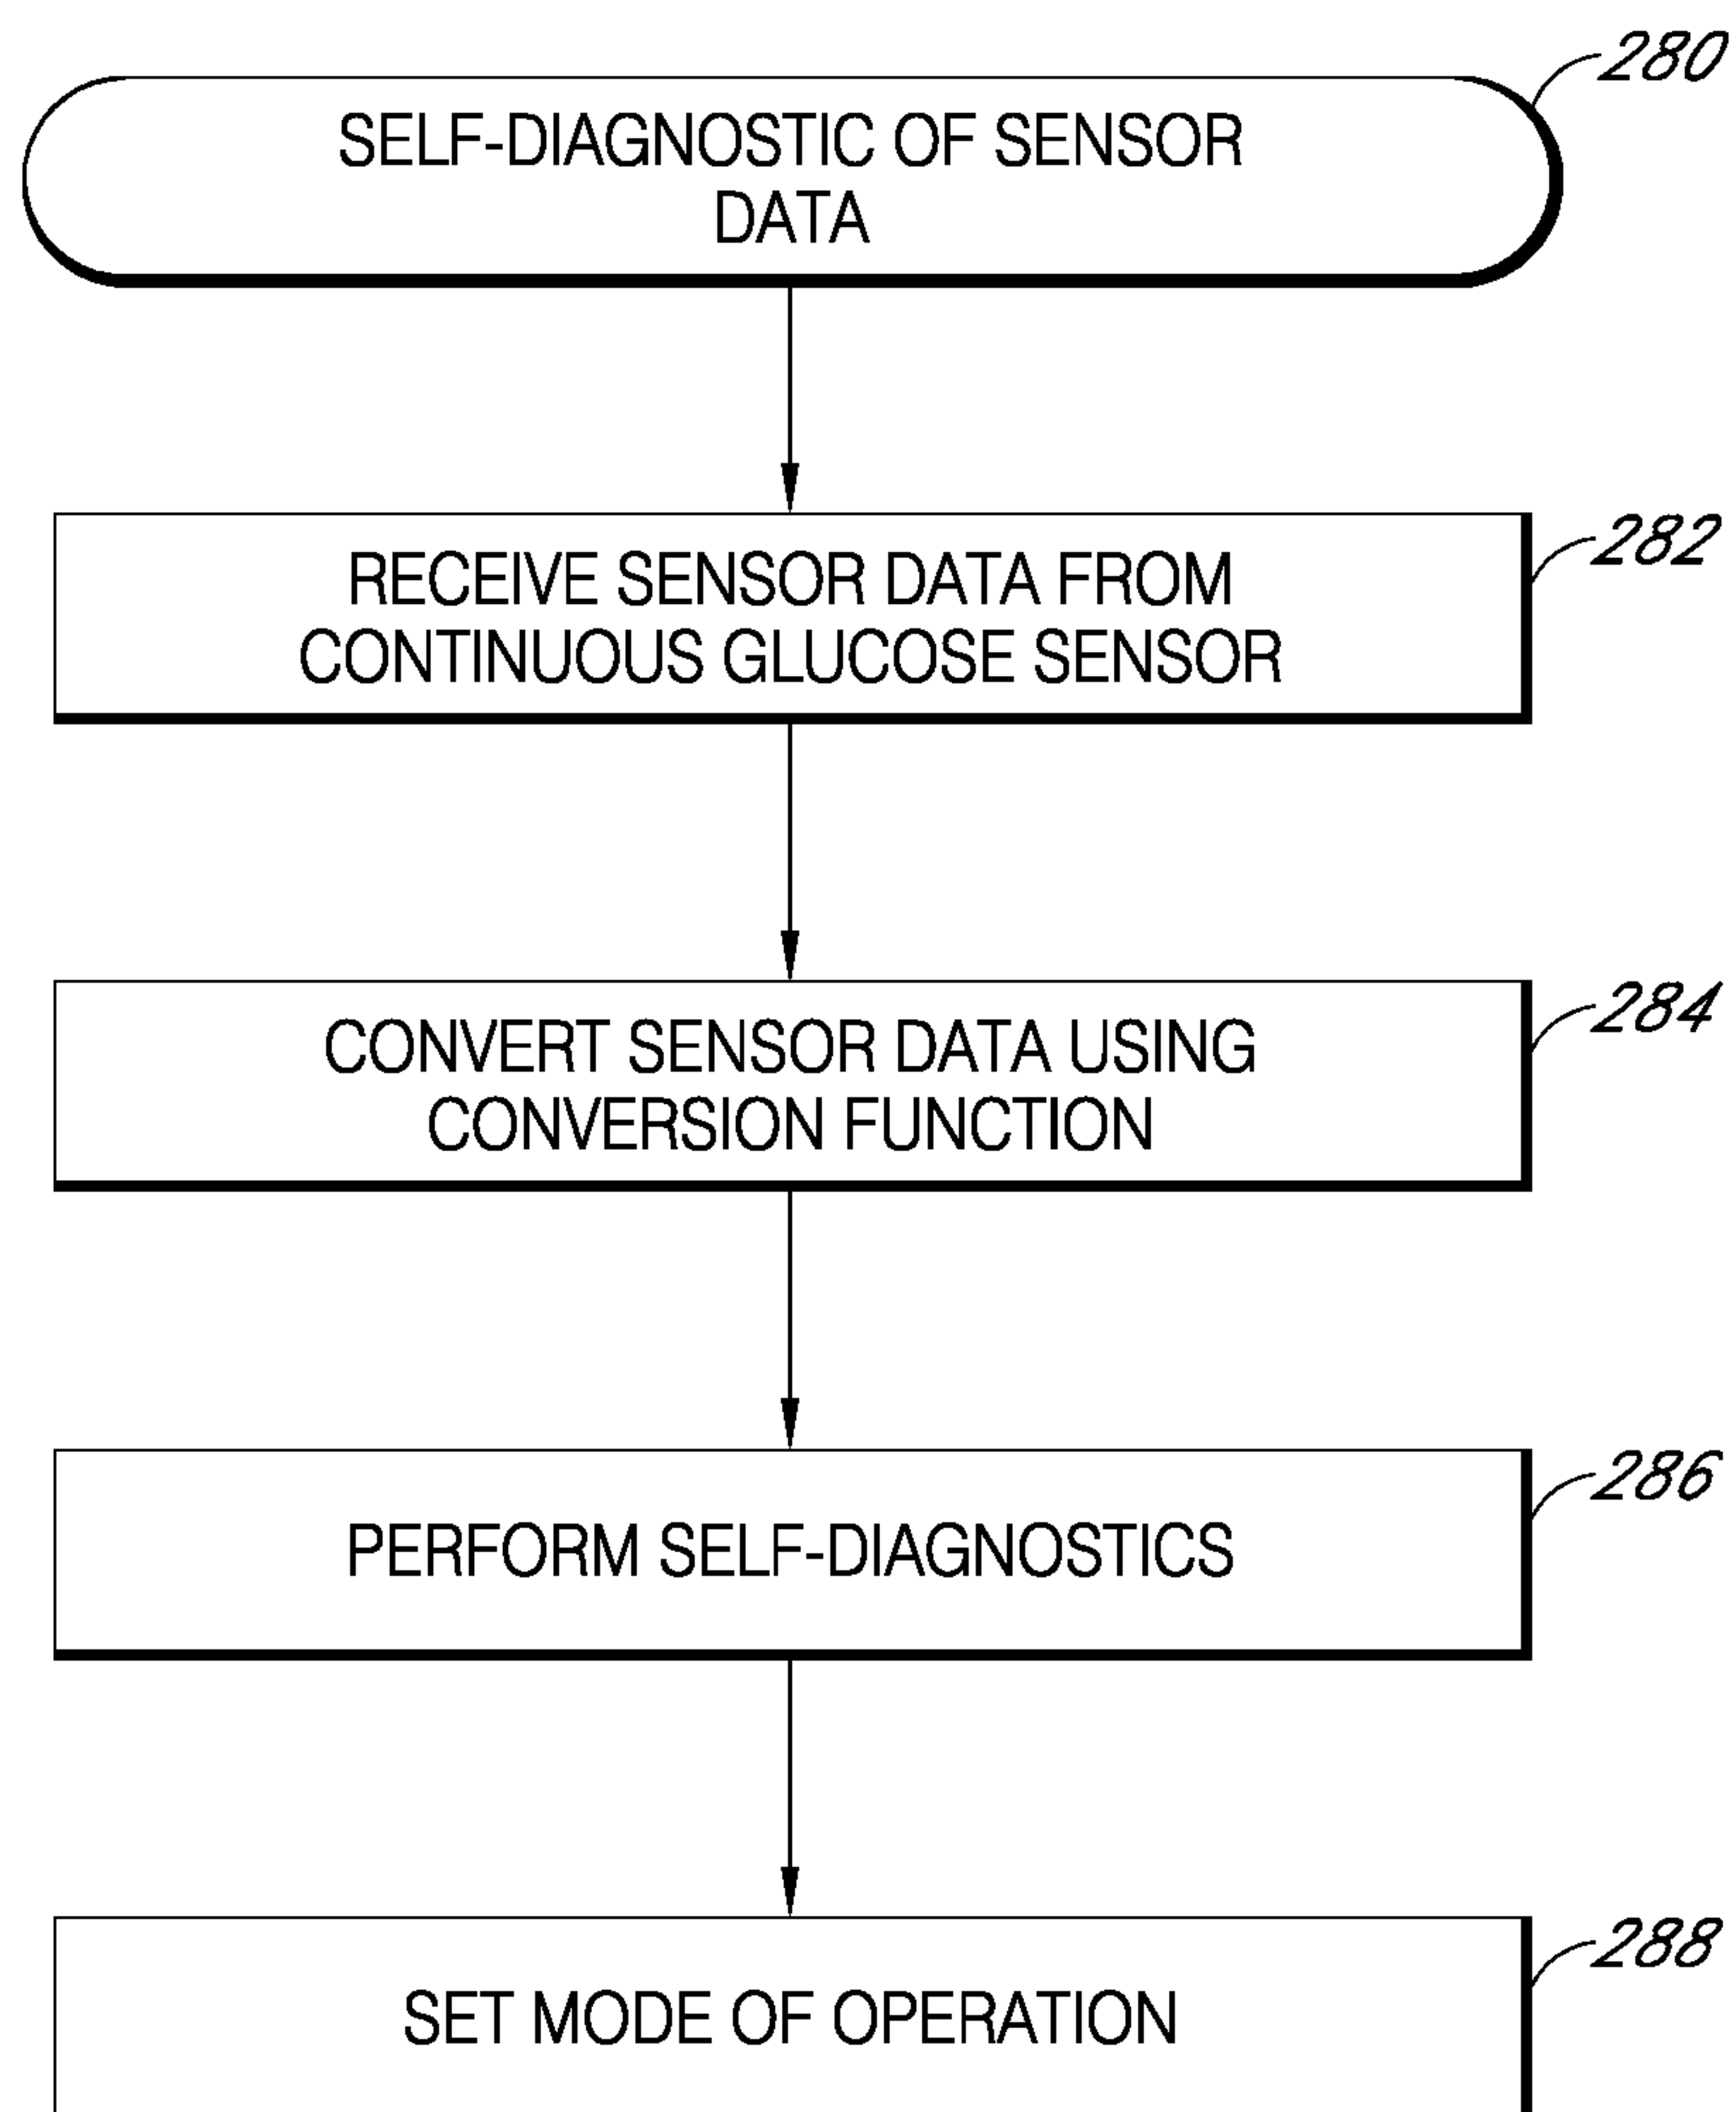 280
SELF-DIAGNOSTIC OF SENSOR
DATA
282
RECEIVE SENSOR DATA FROM
CONTINUOUS GLUCOSE SENSOR
284
CONVERT SENSOR DATA USING
CONVERSION FUNCTION
286
PERFORM SELF-DIAGNOSTICS
288
SET MODE OF OPERATION